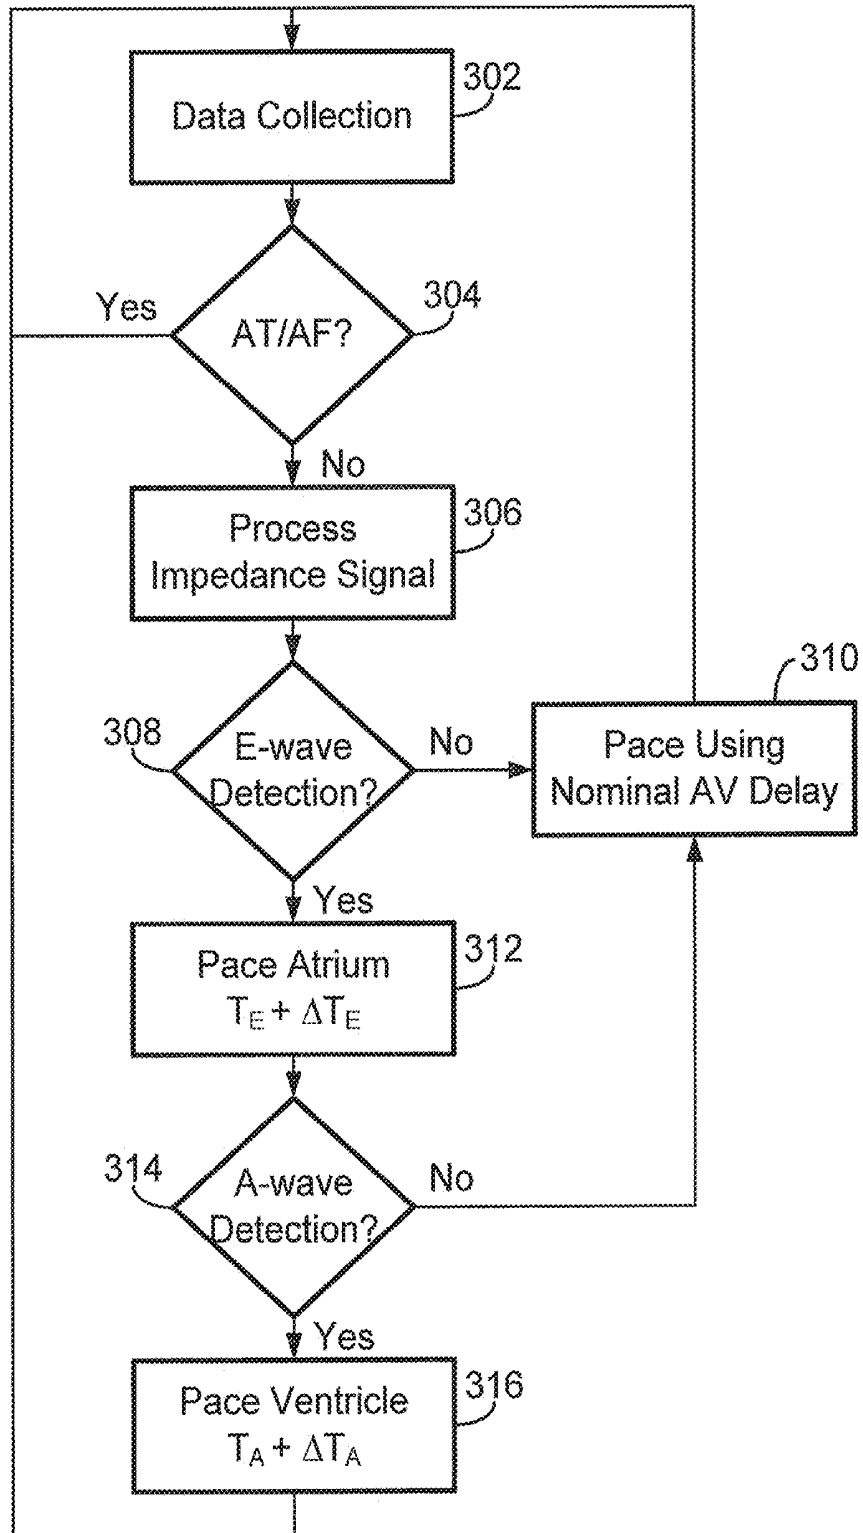 302
Data Collection
Yes
AT/AF?
304
No
306
Process
Impedance Signal
310
308
E-wave
Detection?
No
Pace Using
Nominal AV Delay
Yes
312
Pace Atrium
T_E + ΔT_E
314
A-wave
Detection?
No
Yes
316
Pace Ventricle
T_A + ΔT_A